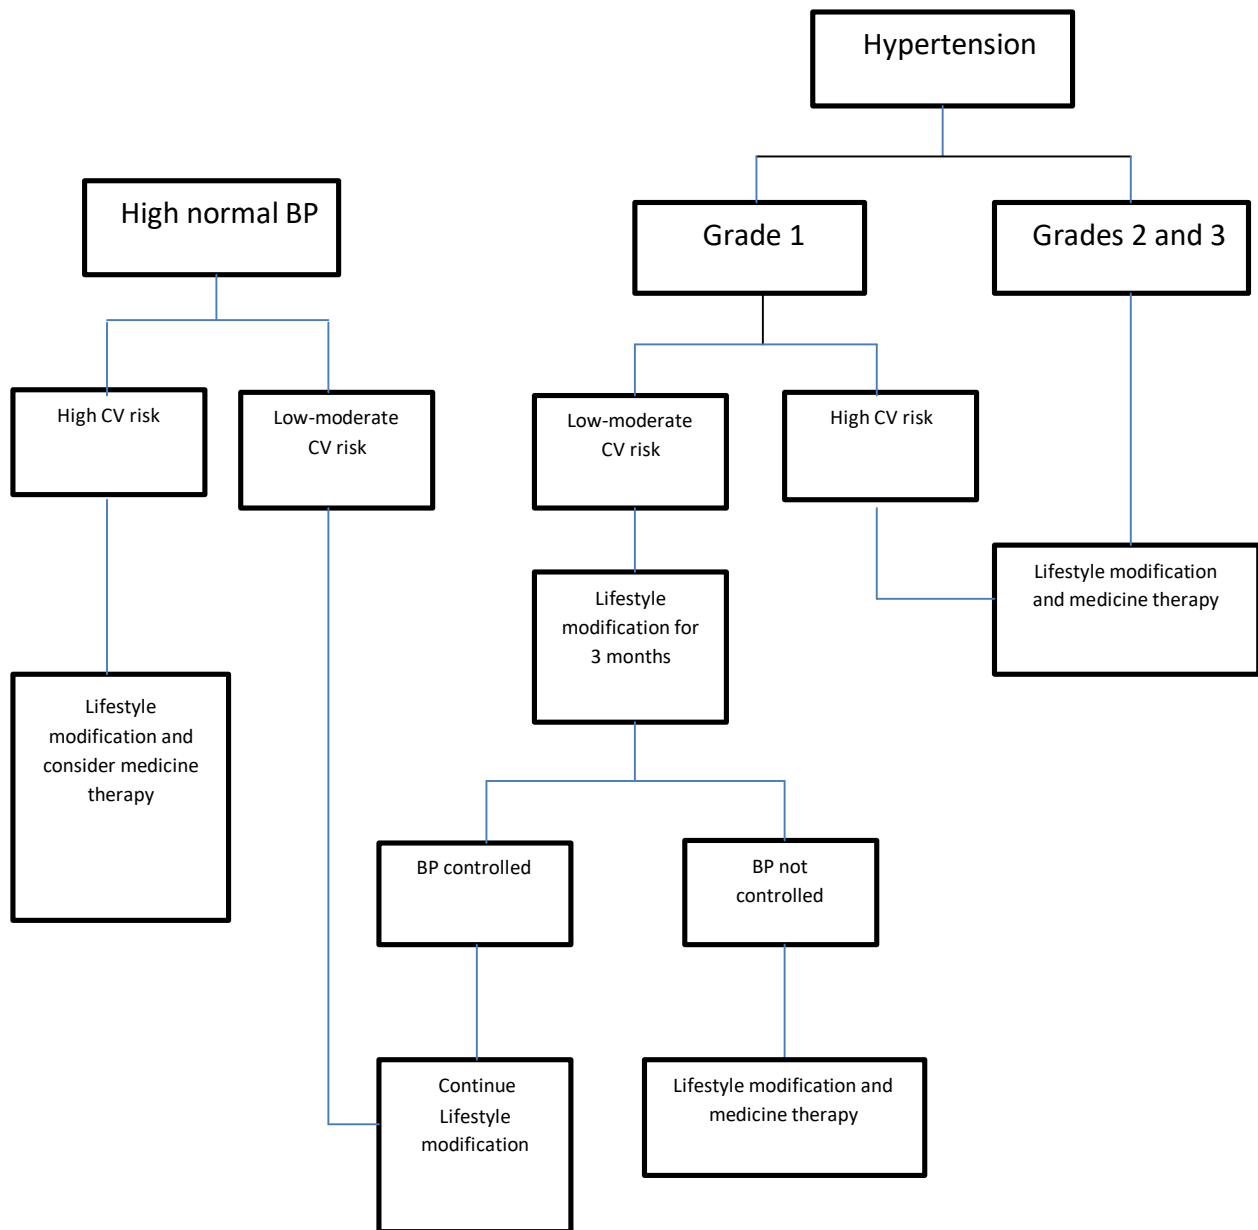 Hypertension
High normal BP
Grade 1
Grades 2 and 3
High CV risk
Low-moderate
CV risk
Low-moderate
CV risk
High CV risk
Lifestyle
modification for
3 months
Lifestyle modification
and medicine therapy
Lifestyle
modification and
consider medicine
therapy
BP controlled
BP not
controlled
Continue
Lifestyle
modification
Lifestyle modification and
medicine therapy